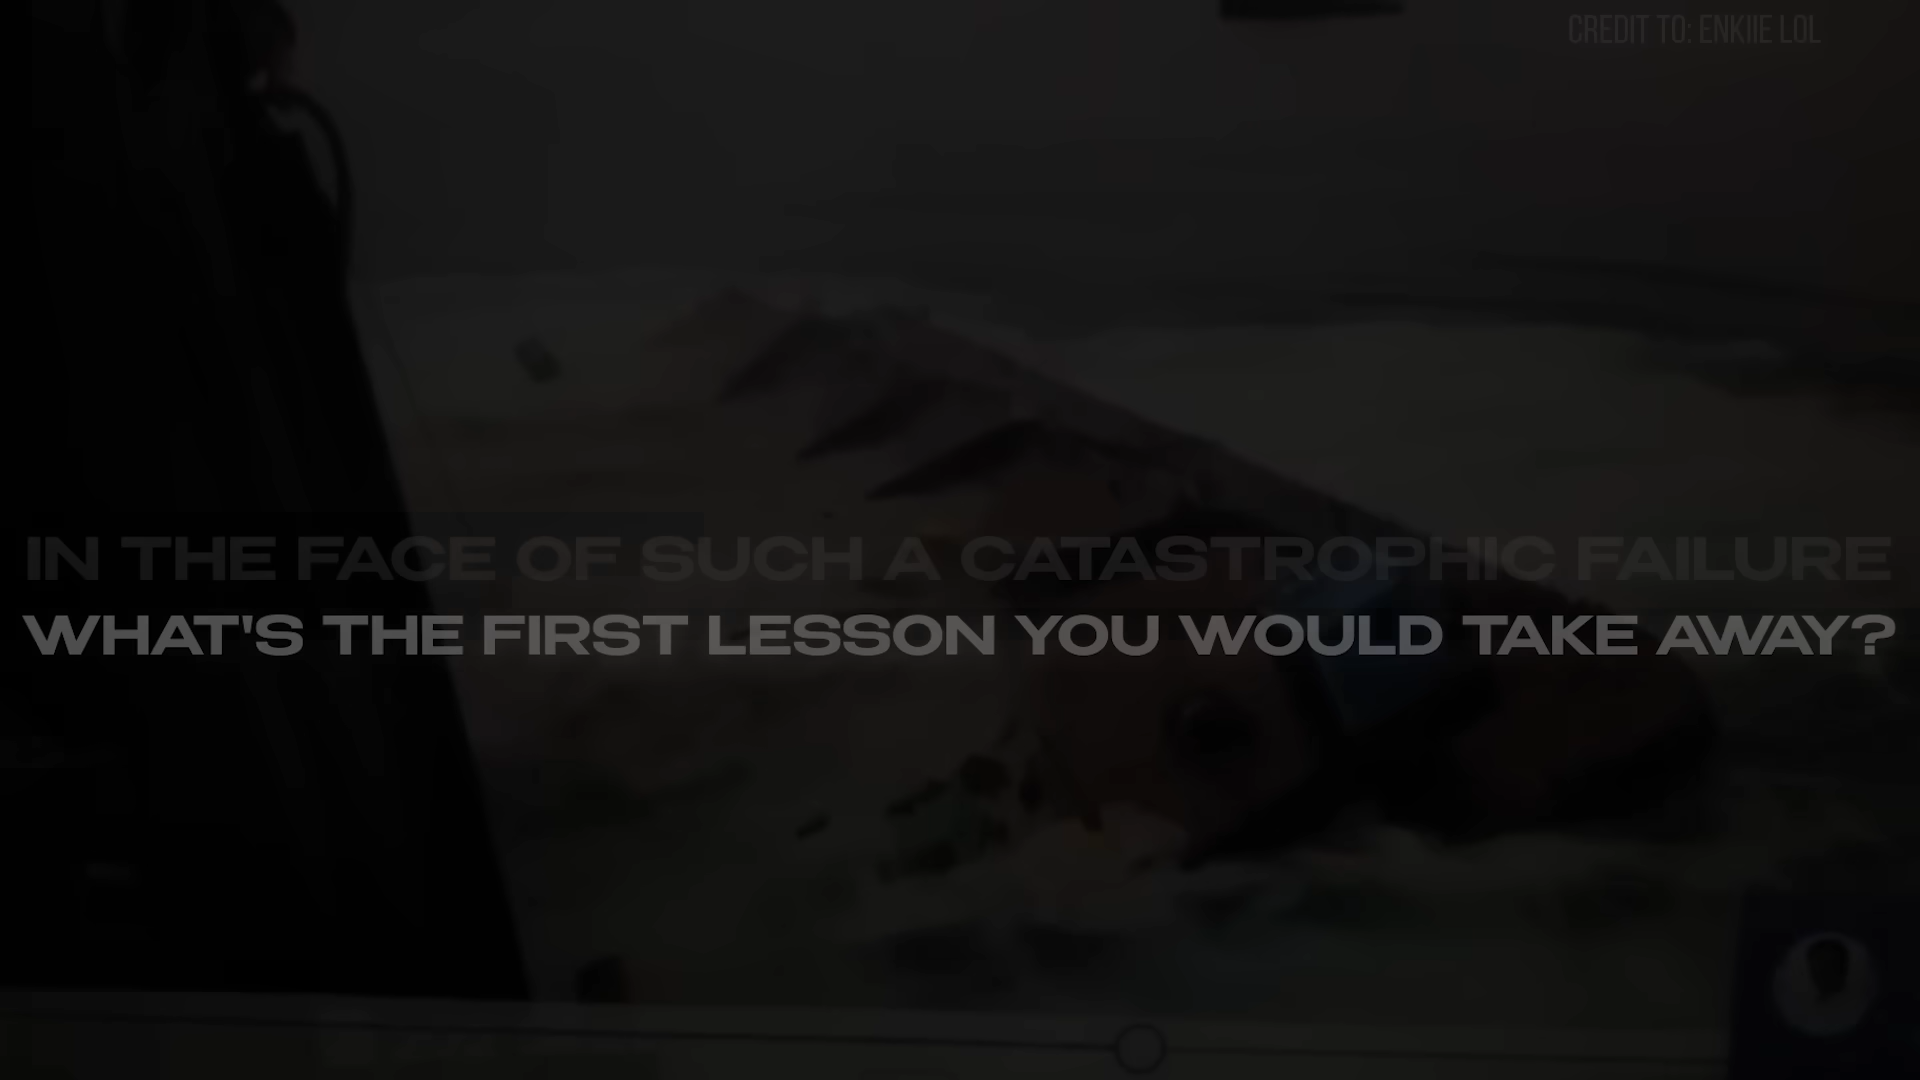 CREDIT TO: ENKIIE LOL
IN THE FACE OF SUCH A CATASTROPHIC FAILURE
WHAT'S THE FIRST LESSON YOU WOULD TAKE AWAY?